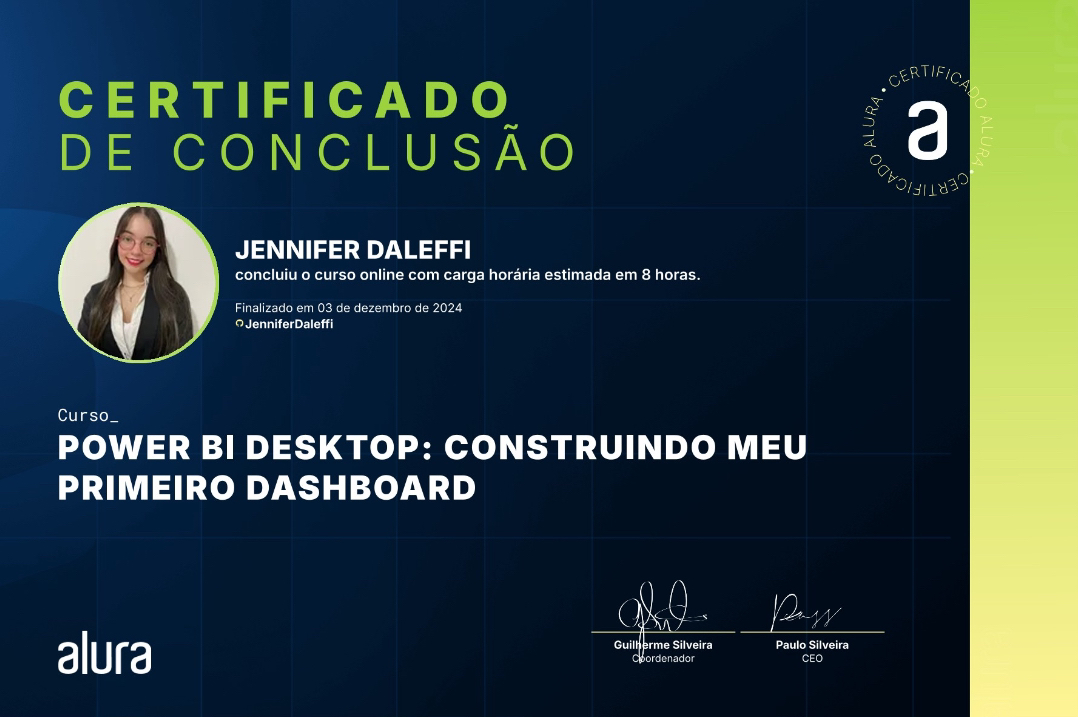 CERTIFICADO
DE CONCLUSÃO
CERTIFICADO ALURA • CERTIFICADO ALURA •
a
JENNIFER DALEFFI
concluiu o curso online com carga horária estimada em 8 horas.
Finalizado em 03 de dezembro de 2024
JenniferDaleffi
Curso_
POWER BI DESKTOP: CONSTRUINDO MEU
PRIMEIRO DASHBOARD
alura
Guilherme Silveira
Coordenador
Paulo Silveira
CEO